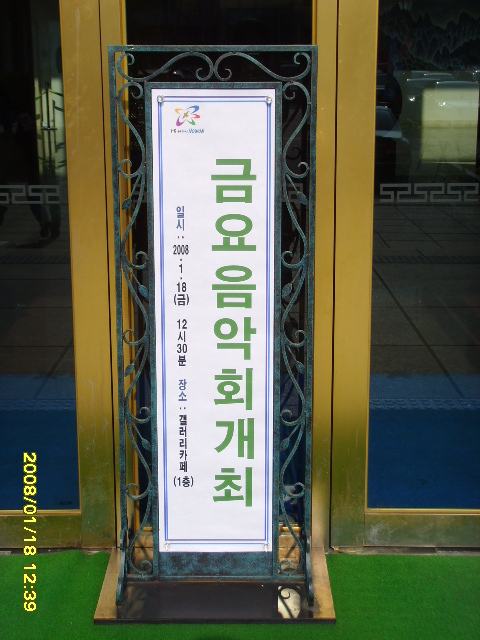 금요음악회개최
일시 : 2008. 1. 18(금) 12시30분 장소 : 갤러리카페(1층)
2008/01/18 12:39